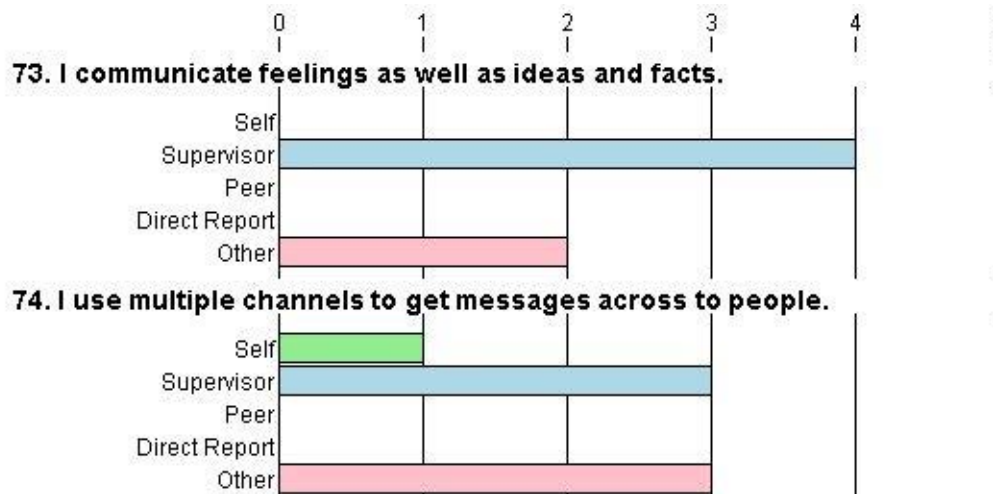 0 1 2 3 4
73. I communicate feelings as well as ideas and facts.
Self
Supervisor
Peer
Direct Report
Other
74. I use multiple channels to get messages across to people.
Self
Supervisor
Peer
Direct Report
Other